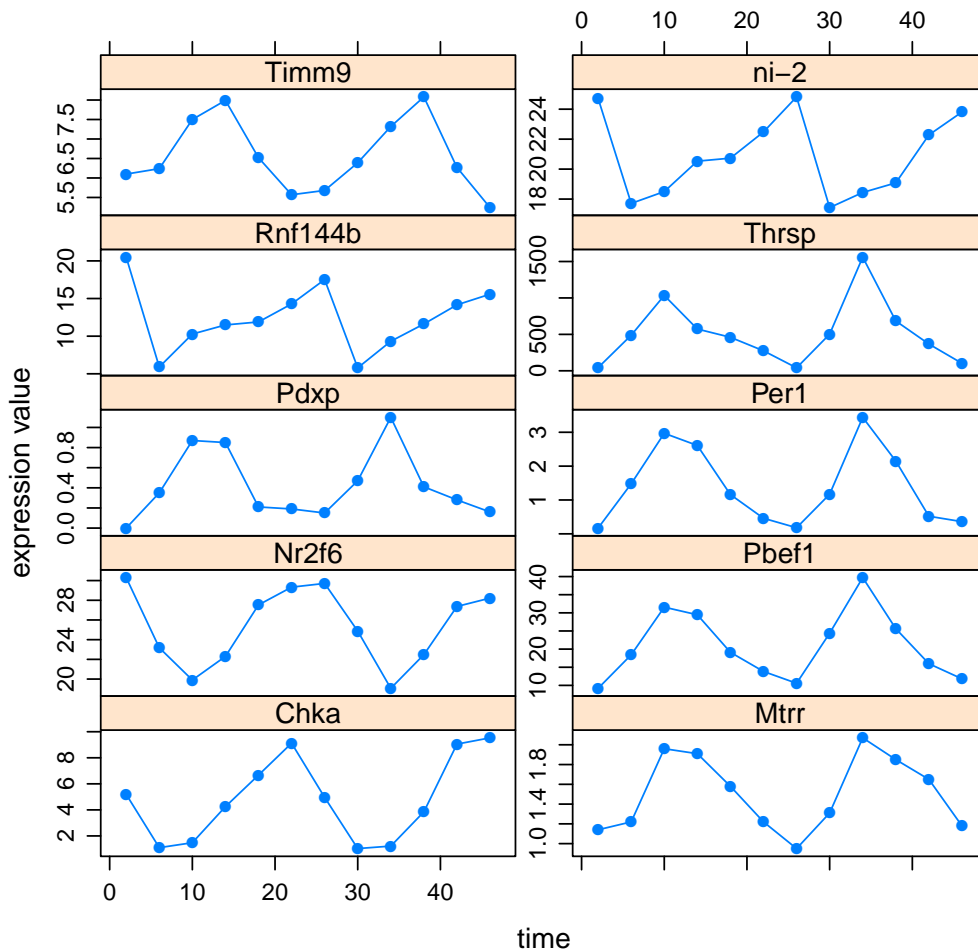 0 10 20 30 40
Timm9
ni−2
5.5 6.5 7.5
18 20 22 24
Rnf144b
Thrsp
10 15 20
0 500 1500
Pdxp
Per1
0.0 0.4 0.8
1 2 3
Nr2f6
Pbef1
20 24 28
10 20 30 40
Chka
Mtrr
2 4 6 8
1.0 1.4 1.8
0 10 20 30 40
expression value
time